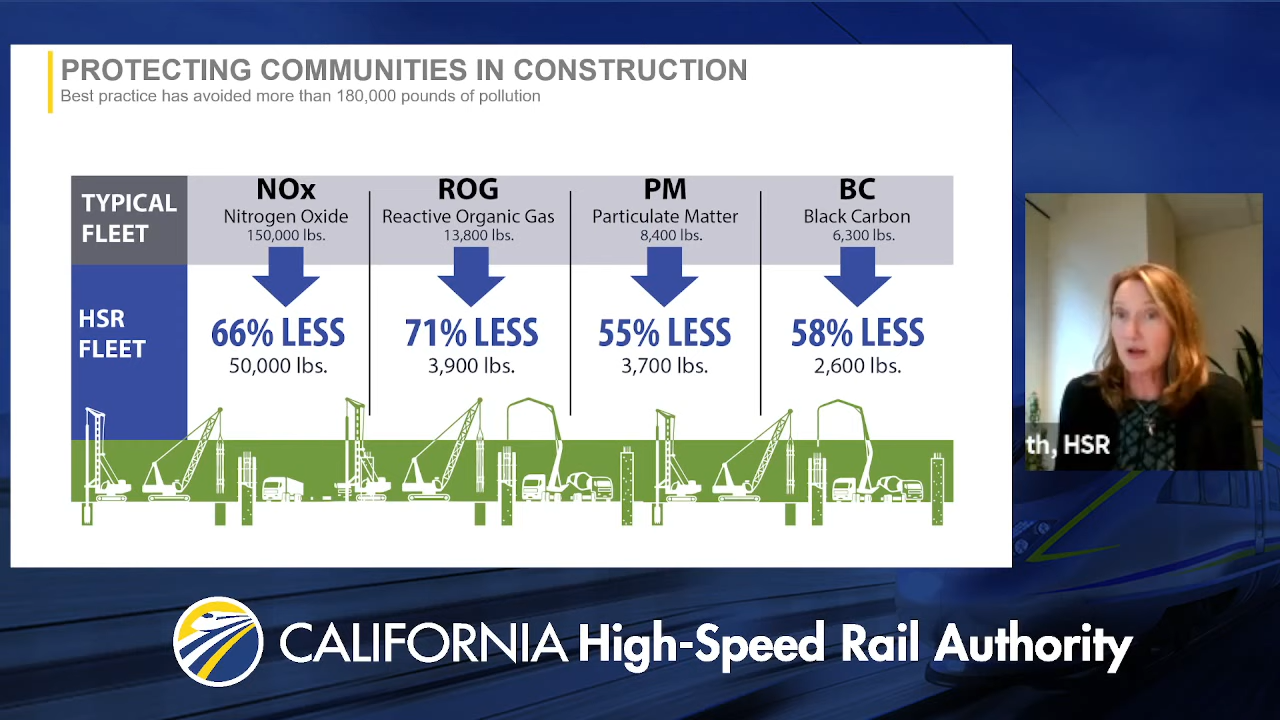 PROTECTING COMMUNITIES IN CONSTRUCTION
Best practice has avoided more than 180,000 pounds of pollution
TYPICAL
FLEET
NOx
Nitrogen Oxide
150,000 lbs.
ROG
Reactive Organic Gas
13,800 lbs.
PM
Particulate Matter
8,400 lbs.
BC
Black Carbon
6,300 lbs.
HSR
FLEET
66% LESS
50,000 lbs.
71% LESS
3,900 lbs.
55% LESS
3,700 lbs.
58% LESS
2,600 lbs.
th, HSR
CALIFORNIA High-Speed Rail Authority